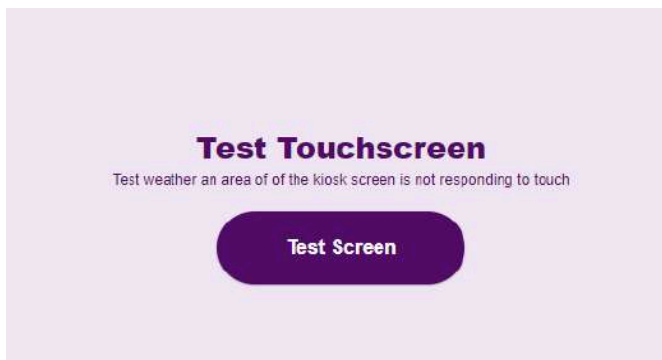 Test Touchscreen
Test weather an area of of the kiosk screen is not responding to touch
Test Screen